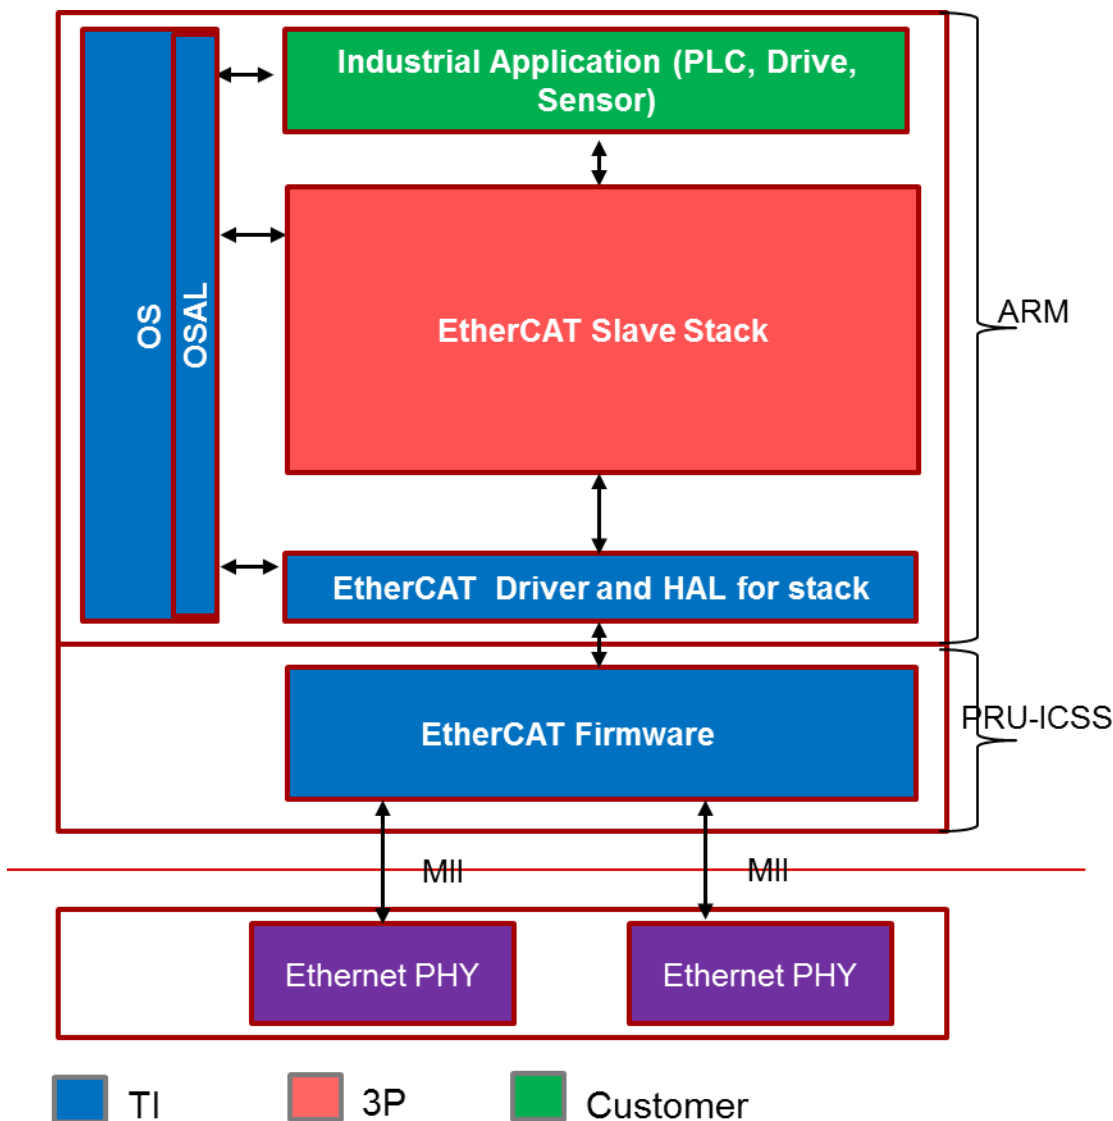 Industrial Application (PLC, Drive,
Sensor)
OS
OSAL
EtherCAT Slave Stack
ARM
EtherCAT  Driver and HAL for stack
EtherCAT Firmware
PRU-ICSS
MII
MII
Ethernet PHY
Ethernet PHY
TI
3P
Customer